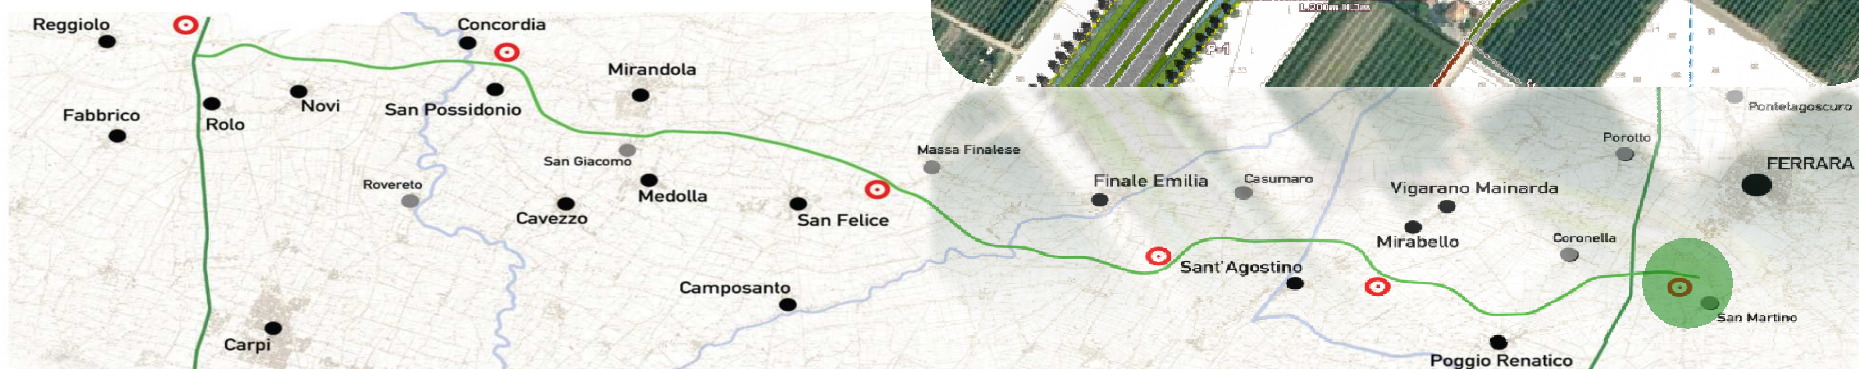 Reggiolo
Concordia
Mirandola
Novi
San Possidonio
Fabbrico
Rolo
San Giacomo
Rovereto
Medolla
Cavezzo
San Felice
Massa Finalese
Finale Emilia
Casumaro
Vigarano Mainarda
Mirabello
Coronella
Porotto
Pontelagoscuro
FERRARA
Sant'Agostino
Camposanto
San Martino
Carpi
Poggio Renatico